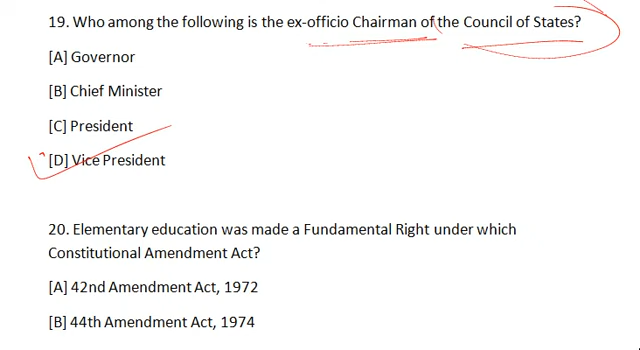 19. Who among the following is the ex-officio Chairman of the Council of States?
[A] Governor
[B] Chief Minister
[C] President
[D] Vice President
20. Elementary education was made a Fundamental Right under which
Constitutional Amendment Act?
[A] 42nd Amendment Act, 1972
[B] 44th Amendment Act, 1974